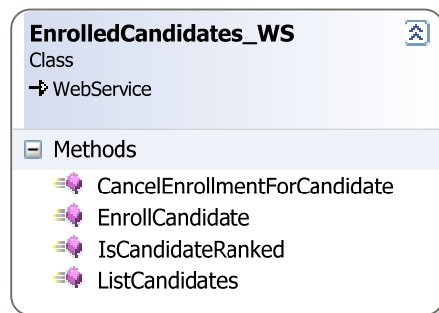 EnrolledCandidates_WS
Class
WebService
Methods
CancelEnrollmentForCandidate
EnrollCandidate
IsCandidateRanked
ListCandidates